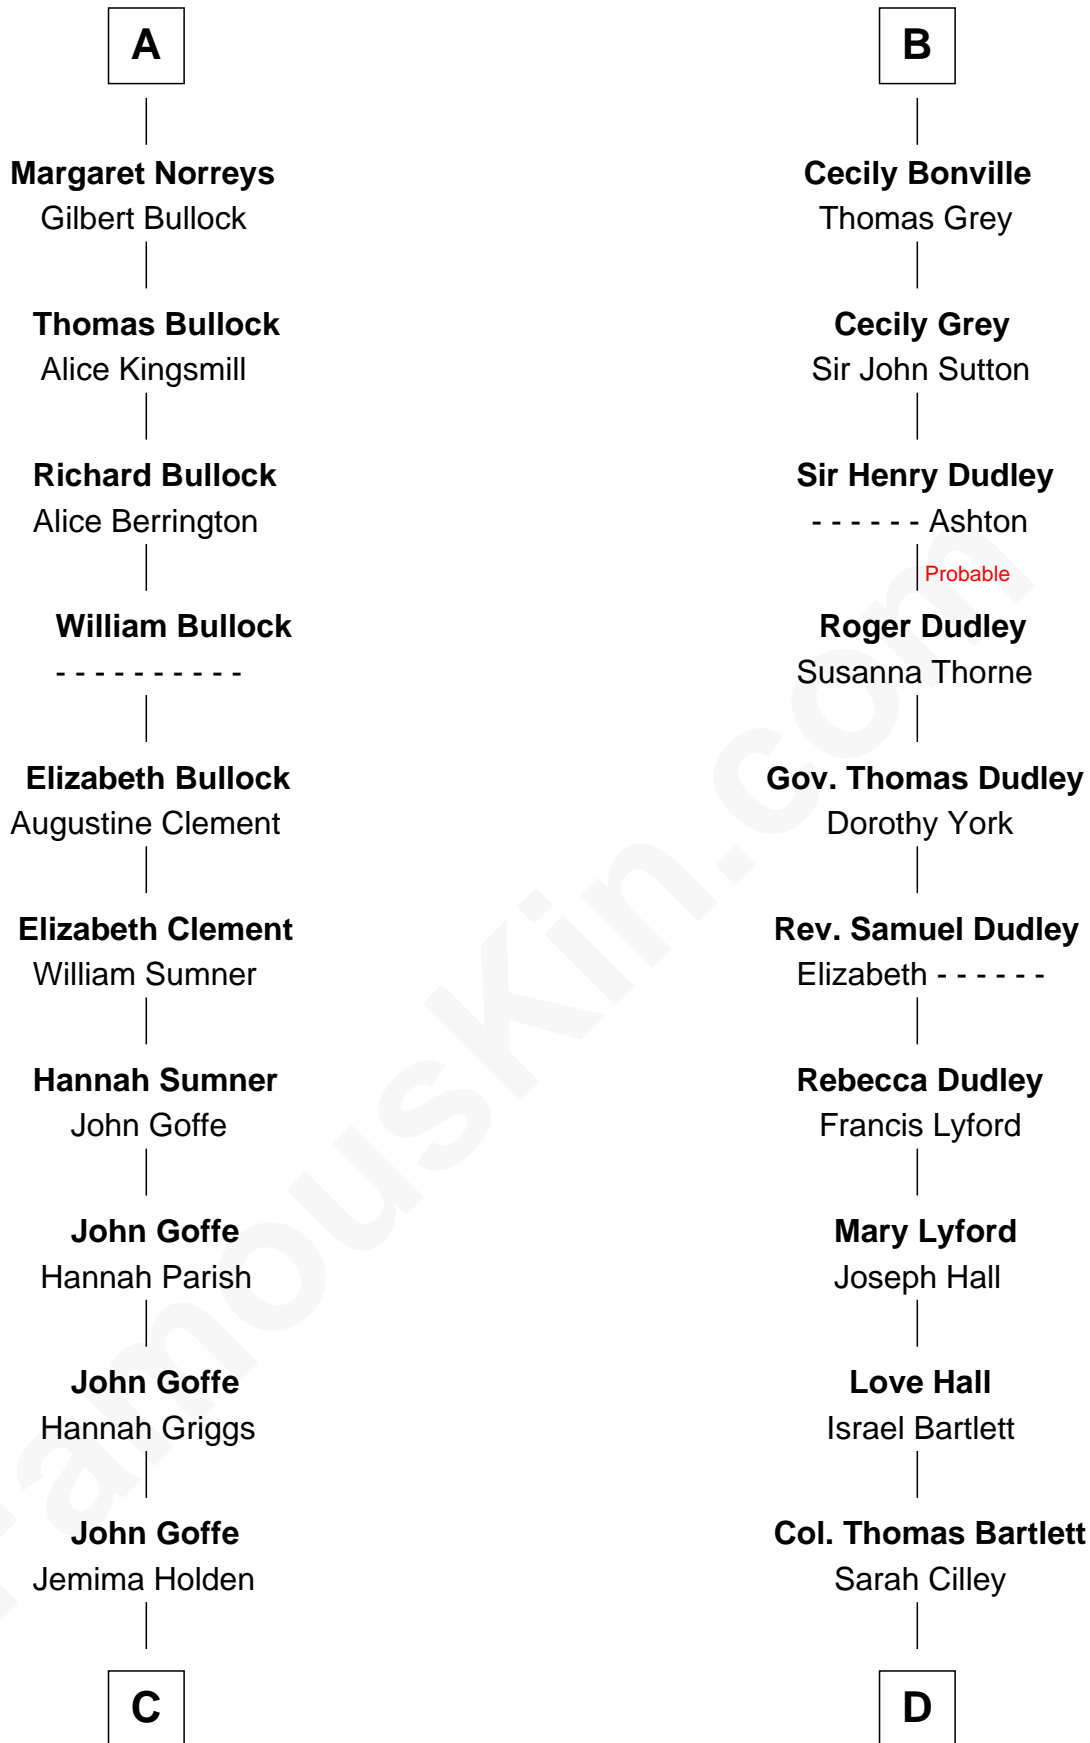 A
Margaret Norreys
Gilbert Bullock
Thomas Bullock
Alice Kingsmill
Richard Bullock
Alice Berrington
William Bullock
- - - - - - - - - -
Elizabeth Bullock
Augustine Clement
Elizabeth Clement
William Sumner
Hannah Sumner
John Goffe
John Goffe
Hannah Parish
John Goffe
Hannah Griggs
John Goffe
Jemima Holden
C
B
Cecily Bonville
Thomas Grey
Cecily Grey
Sir John Sutton
Sir Henry Dudley
- - - - - - Ashton
Probable
Roger Dudley
Susanna Thorne
Gov. Thomas Dudley
Dorothy York
Rev. Samuel Dudley
Elizabeth - - - - - -
Rebecca Dudley
Francis Lyford
Mary Lyford
Joseph Hall
Love Hall
Israel Bartlett
Col. Thomas Bartlett
Sarah Cilley
D
FamousKin.com